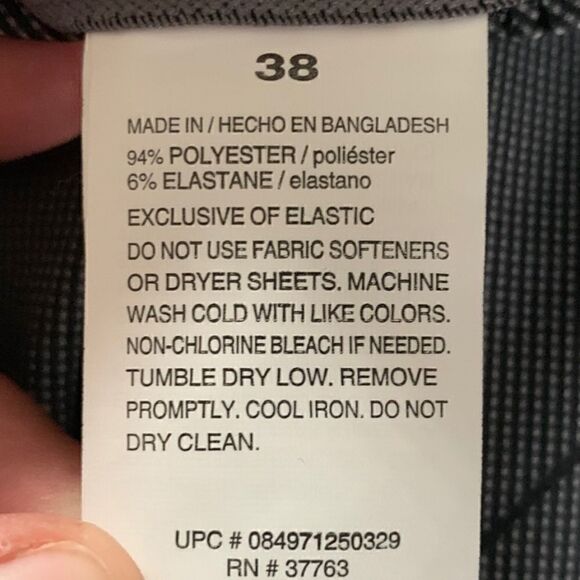 38
MADE IN / HECHO EN BANGLADESH
94% POLYESTER / poliéster
6% ELASTANE / elastano
EXCLUSIVE OF ELASTIC
DO NOT USE FABRIC SOFTENERS
OR DRYER SHEETS. MACHINE
WASH COLD WITH LIKE COLORS.
NON-CHLORINE BLEACH IF NEEDED.
TUMBLE DRY LOW. REMOVE
PROMPTLY. COOL IRON. DO NOT
DRY CLEAN.
UPC # 084971250329
RN # 37763